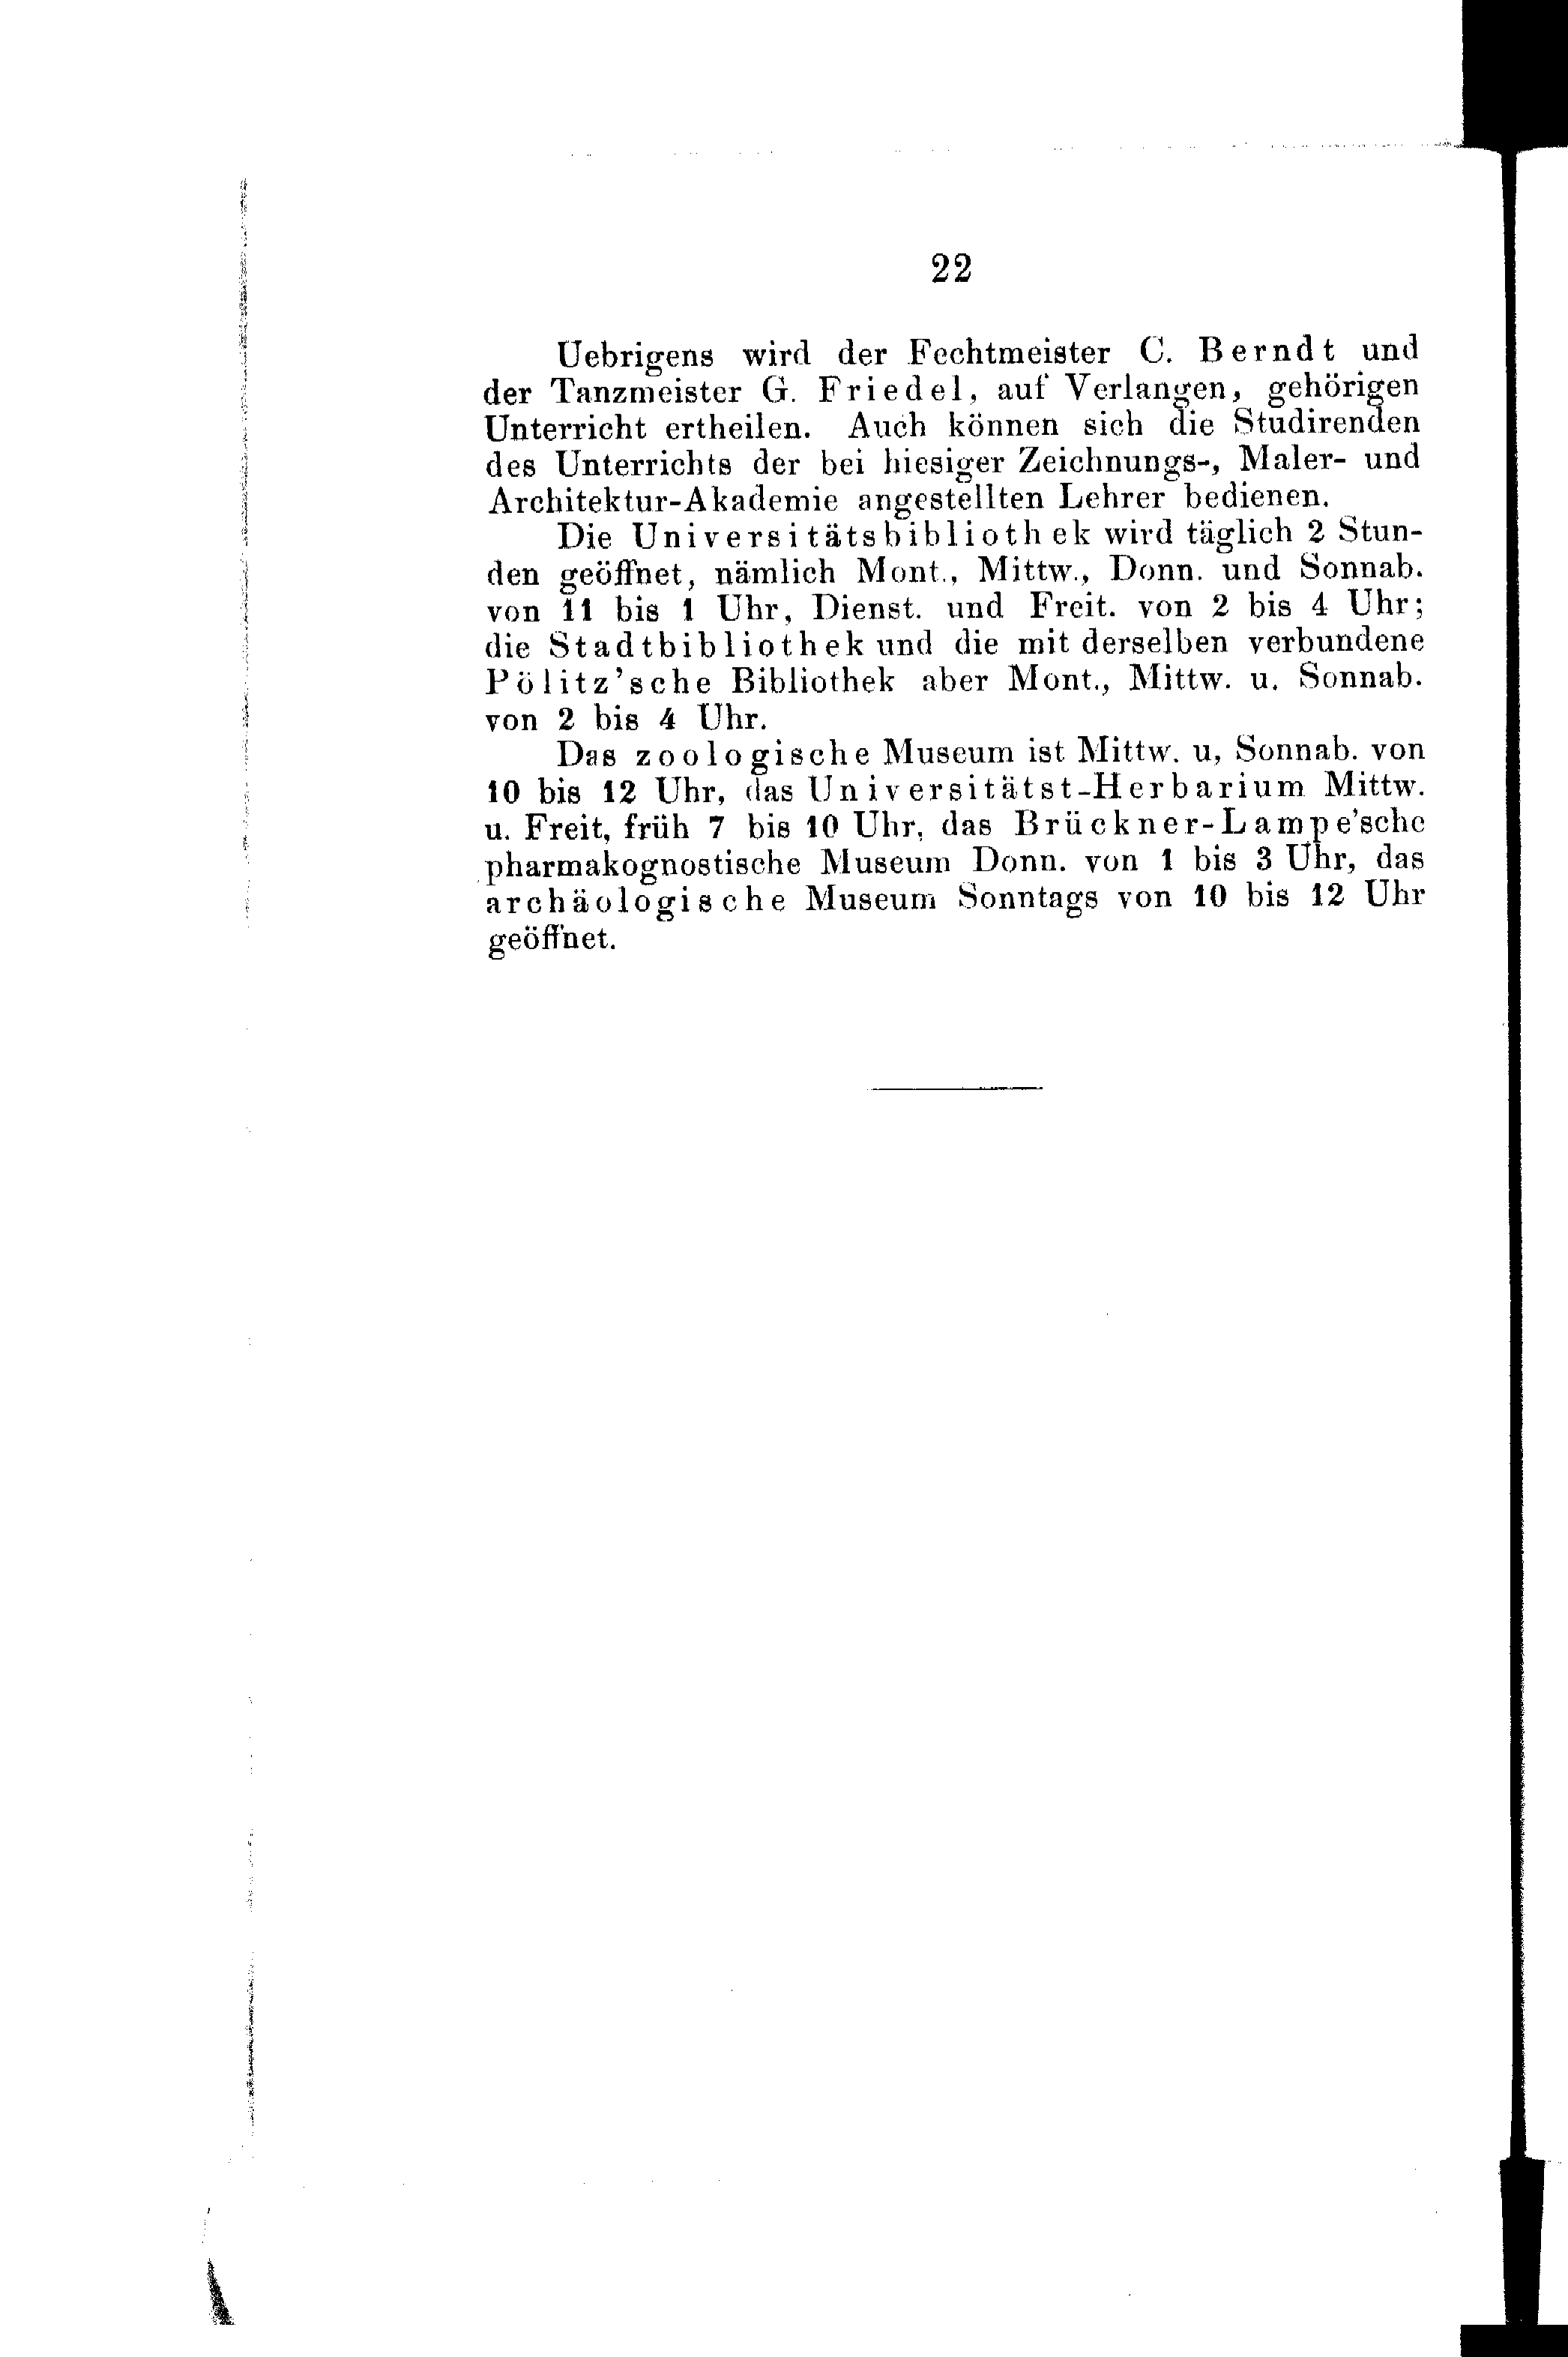 22
Uebrigens wird der Fechtmeister C. Berndt und
der Tanzmeister G. Friedel, auf Verlangen, gehörigen
Unterricht ertheilen. Auch können sich die Studirenden
des Unterrichts der bei hiesiger Zeichnungs-, Maler- und
Architektur-Akademie angestellten Lehrer bedienen.
Die Universitätsbibliothek wird täglich 2 Stun-
den geöffnet, nämlich Mont., Mittw., Donn. und Sonnab.
von 11 bis 1 Uhr, Dienst. und Freit. von 2 bis 4 Uhr;
die Stadtbibliothek und die mit derselben verbundene
Pölitz'sche Bibliothek aber Mont., Mittw. u. Sonnab.
von 2 bis 4 Uhr.
Das zoologische Museum ist Mittw. u, Sonnab. von
10 bis 12 Uhr, das Universitätst-Herbarium Mittw.
u. Freit, früh 7 bis 10 Uhr, das Brückner-Lampe'sche
pharmakognostische Museum Donn. von 1 bis 3 Uhr, das
archäologische Museum Sonntags von 10 bis 12 Uhr
geöffnet.